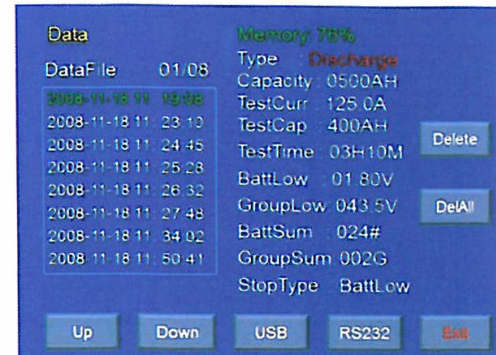 Data
DataFile 01/08
2008-11-18 11: 19:08
2008-11-18 11: 23:10
2008-11-18 11: 24:45
2008-11-18 11: 25:28
2008-11-18 11: 26:32
2008-11-18 11: 27:48
2008-11-18 11: 34:02
2008-11-18 11: 50:41
Memory: 76%
Type : Discharge
Capacity : 0500AH
TestCurr : 125.0A
TestCap : 400AH
TestTime : 03H10M
BattLow : 01.80V
GroupLow: 043.5V
BattSum : 024#
GroupSum 002G
StopType : BattLow
Delete
DelAll
Up Down USB RS232 Exit